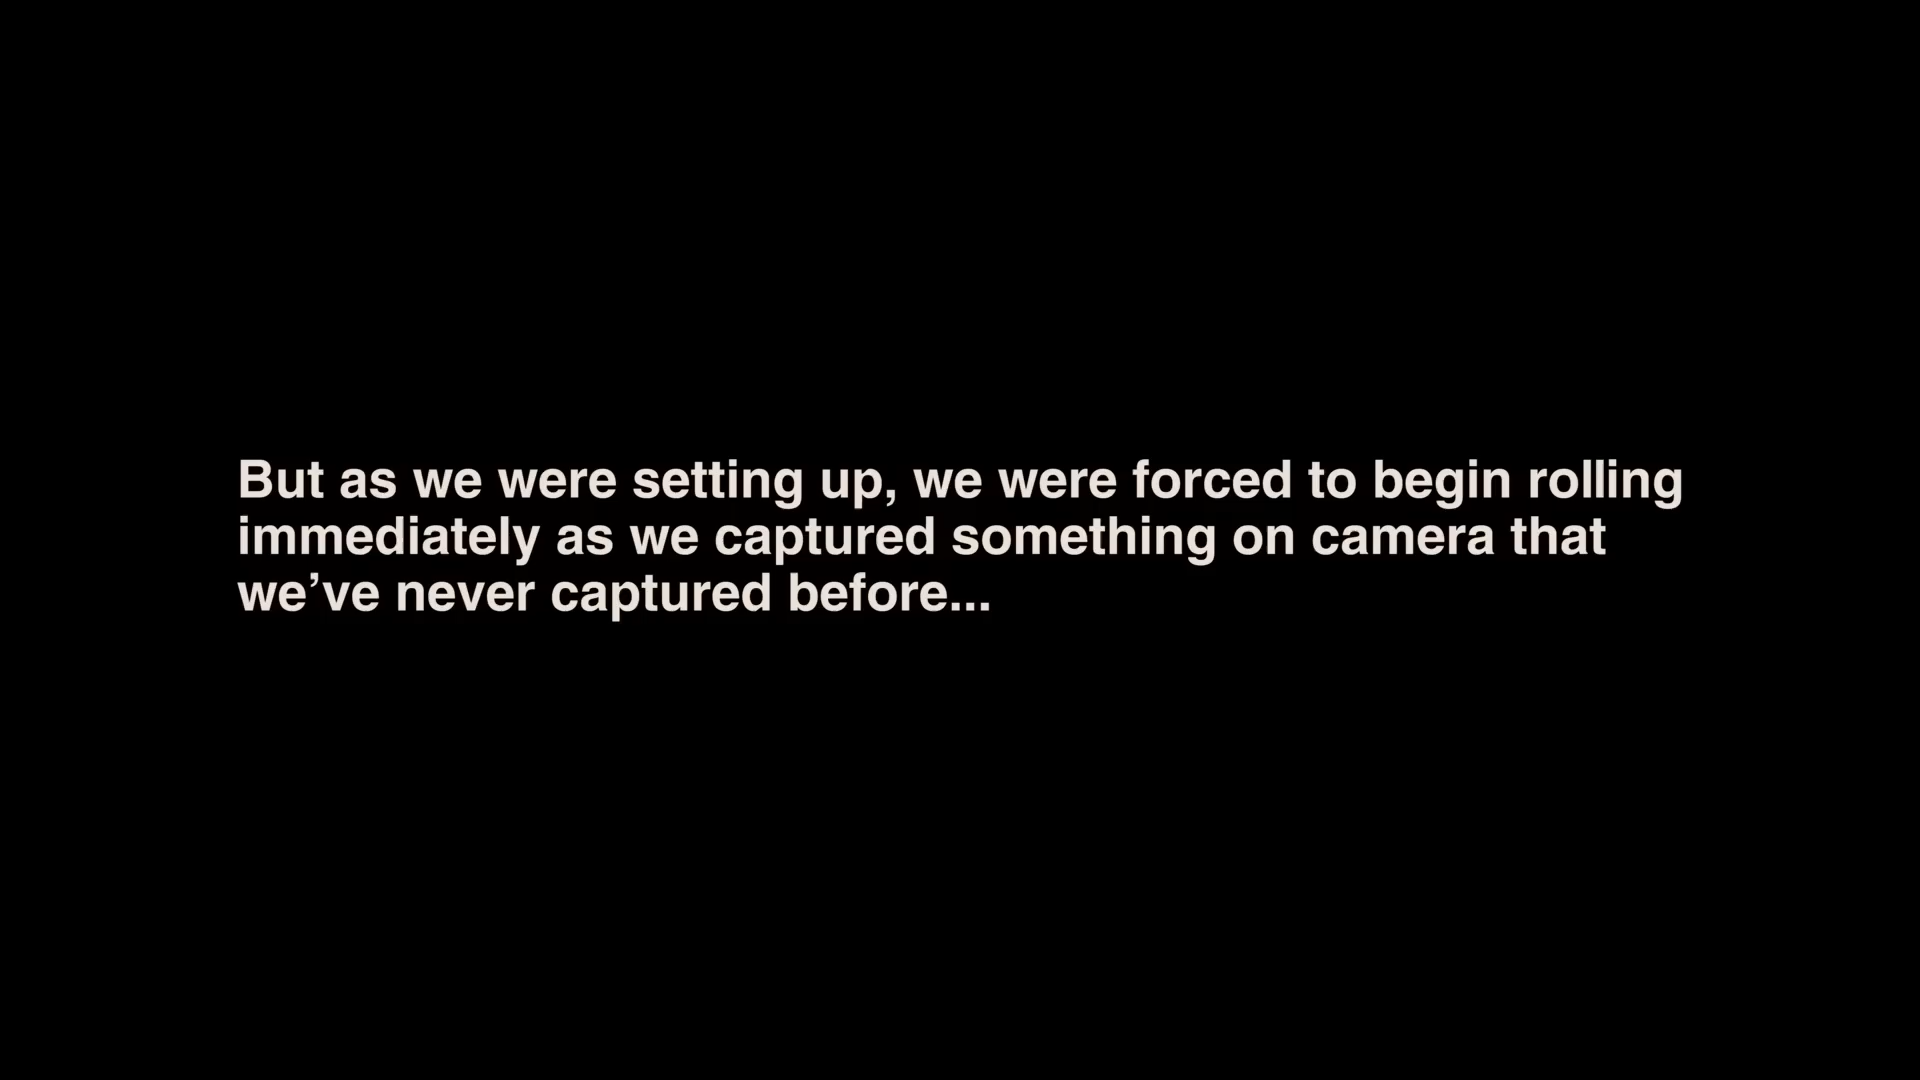 But as we were setting up, we were forced to begin rolling
immediately as we captured something on camera that
we’ve never captured before...